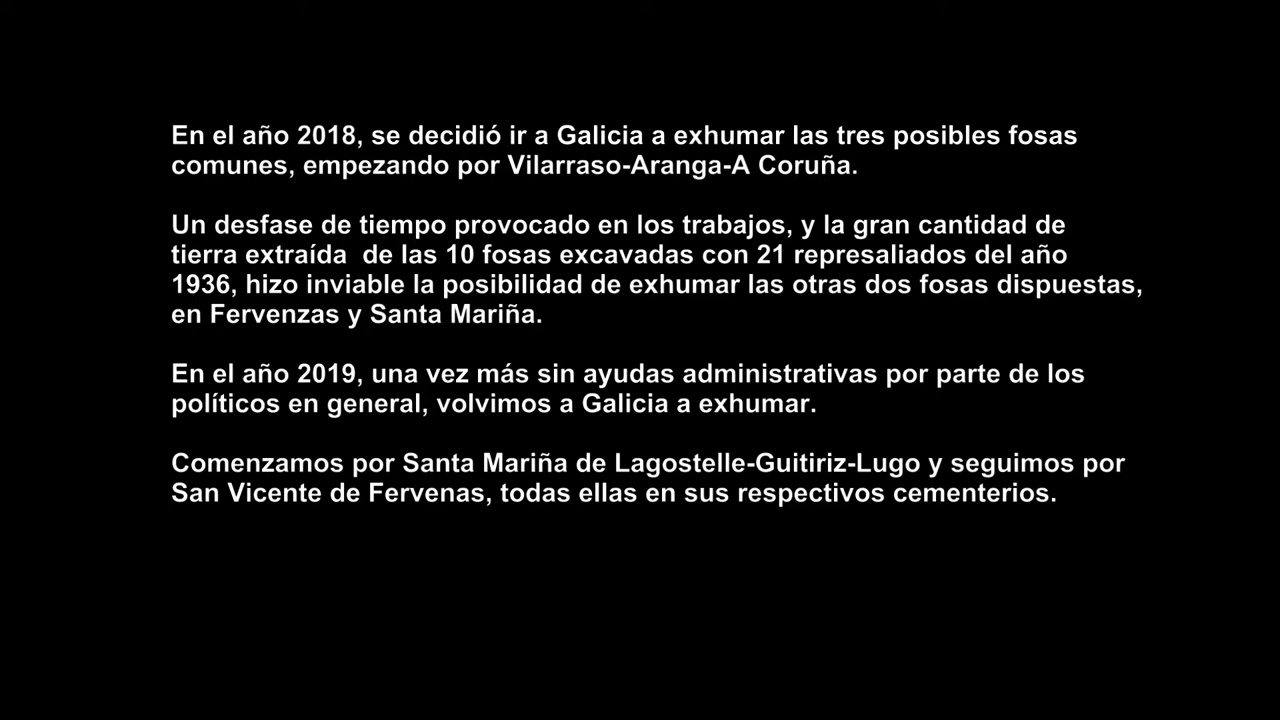 En el año 2018, se decidió ir a Galicia a exhumar las tres posibles fosas
comunes, empezando por Vilarraso-Aranga-A Coruña.
Un desfase de tiempo provocado en los trabajos, y la gran cantidad de
tierra extraída  de las 10 fosas excavadas con 21 represaliados del año
1936, hizo inviable la posibilidad de exhumar las otras dos fosas dispuestas,
en Fervenzas y Santa Mariña.
En el año 2019, una vez más sin ayudas administrativas por parte de los
políticos en general, volvimos a Galicia a exhumar.
Comenzamos por Santa Mariña de Lagostelle-Guitiriz-Lugo y seguimos por
San Vicente de Fervenas, todas ellas en sus respectivos cementerios.